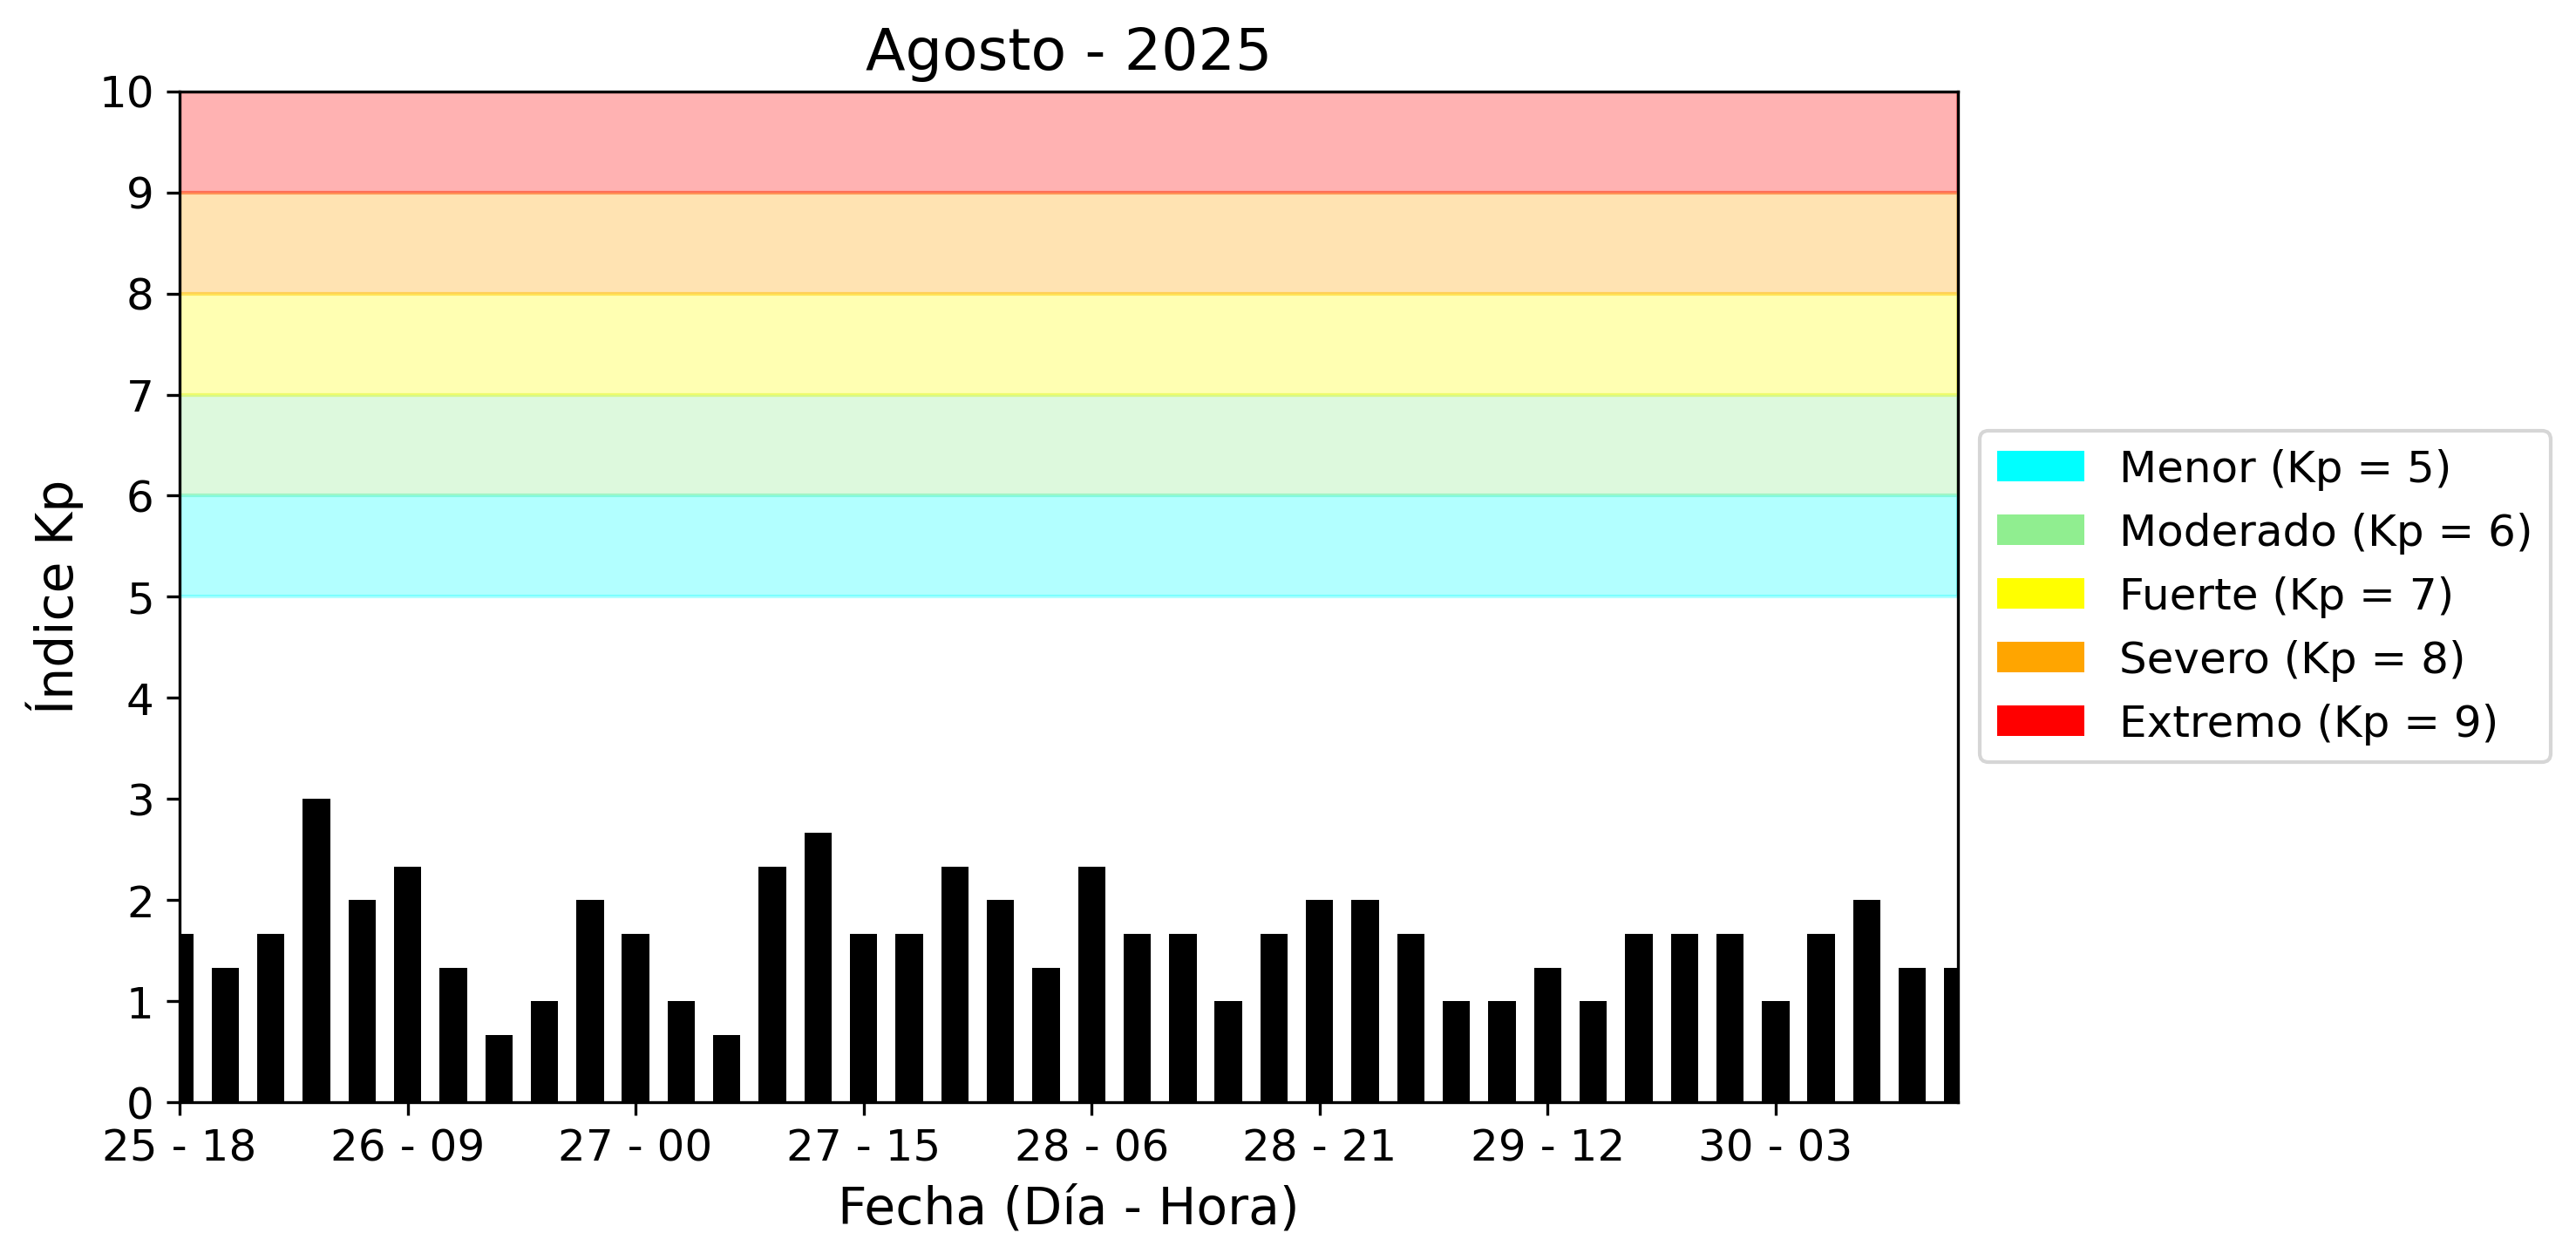 Agosto - 2025
10
9
8
7
6
5
4
3
2
1
0
Índice Kp
25 - 18 26 - 09 27 - 00 27 - 15 28 - 06 28 - 21 29 - 12 30 - 03
Fecha (Día - Hora)
Menor (Kp = 5)
Moderado (Kp = 6)
Fuerte (Kp = 7)
Severo (Kp = 8)
Extremo (Kp = 9)